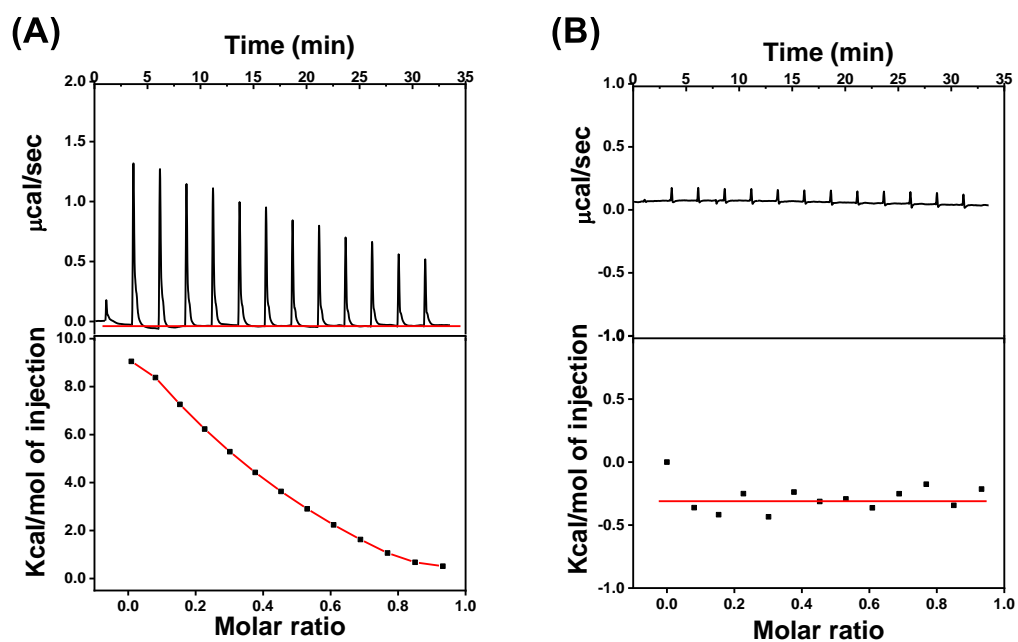 (A)
Time (min)
0 5 10 15 20 25 30 35
2.0
1.5
1.0
0.5
0.0
μcal/sec
10.0
8.0
6.0
4.0
2.0
0.0
Kcal/mol of injection
0.0 0.2 0.4 0.6 0.8 1.0
Molar ratio
(B)
Time (min)
0 5 10 15 20 25 30 35
1.0
0.5
0.0
-0.5
-1.0
μcal/sec
1.0
0.5
0.0
-0.5
-1.0
Kcal/mol of injection
0.0 0.2 0.4 0.6 0.8 1.0
Molar ratio